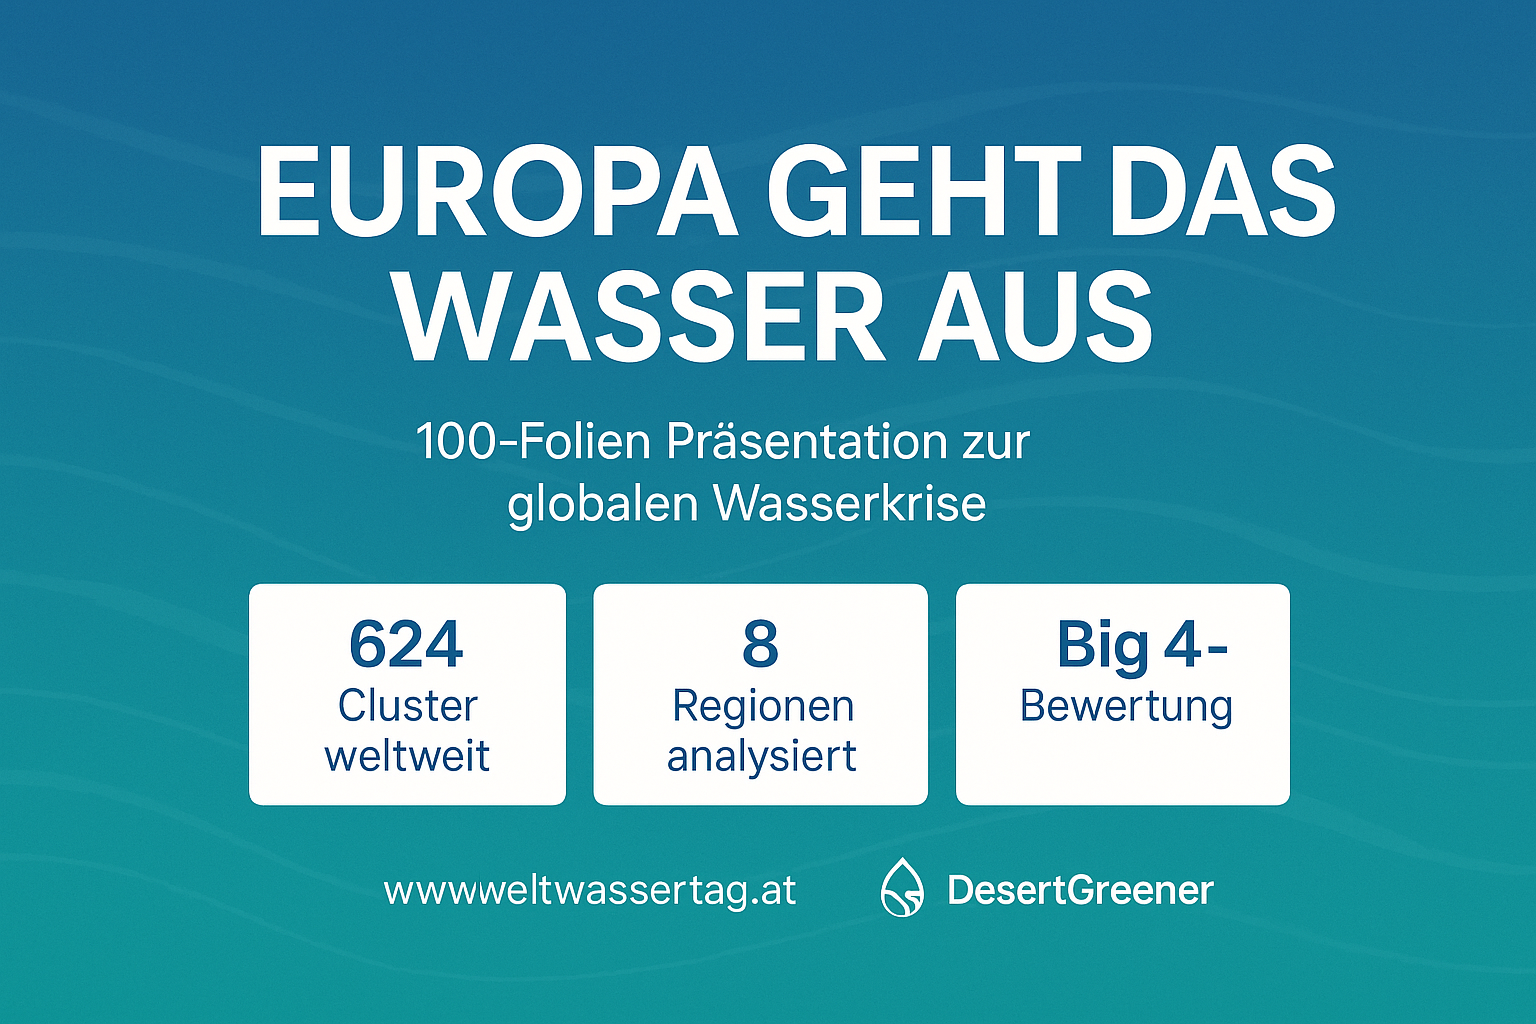 EUROPA GEHT DAS
WASSER AUS
100-Folien Präsentation zur
globalen Wasserkrise
624
Cluster
weltweit
8
Regionen
analysiert
Big 4-
Bewertung
wwwweltwassertag.at
DesertGreener